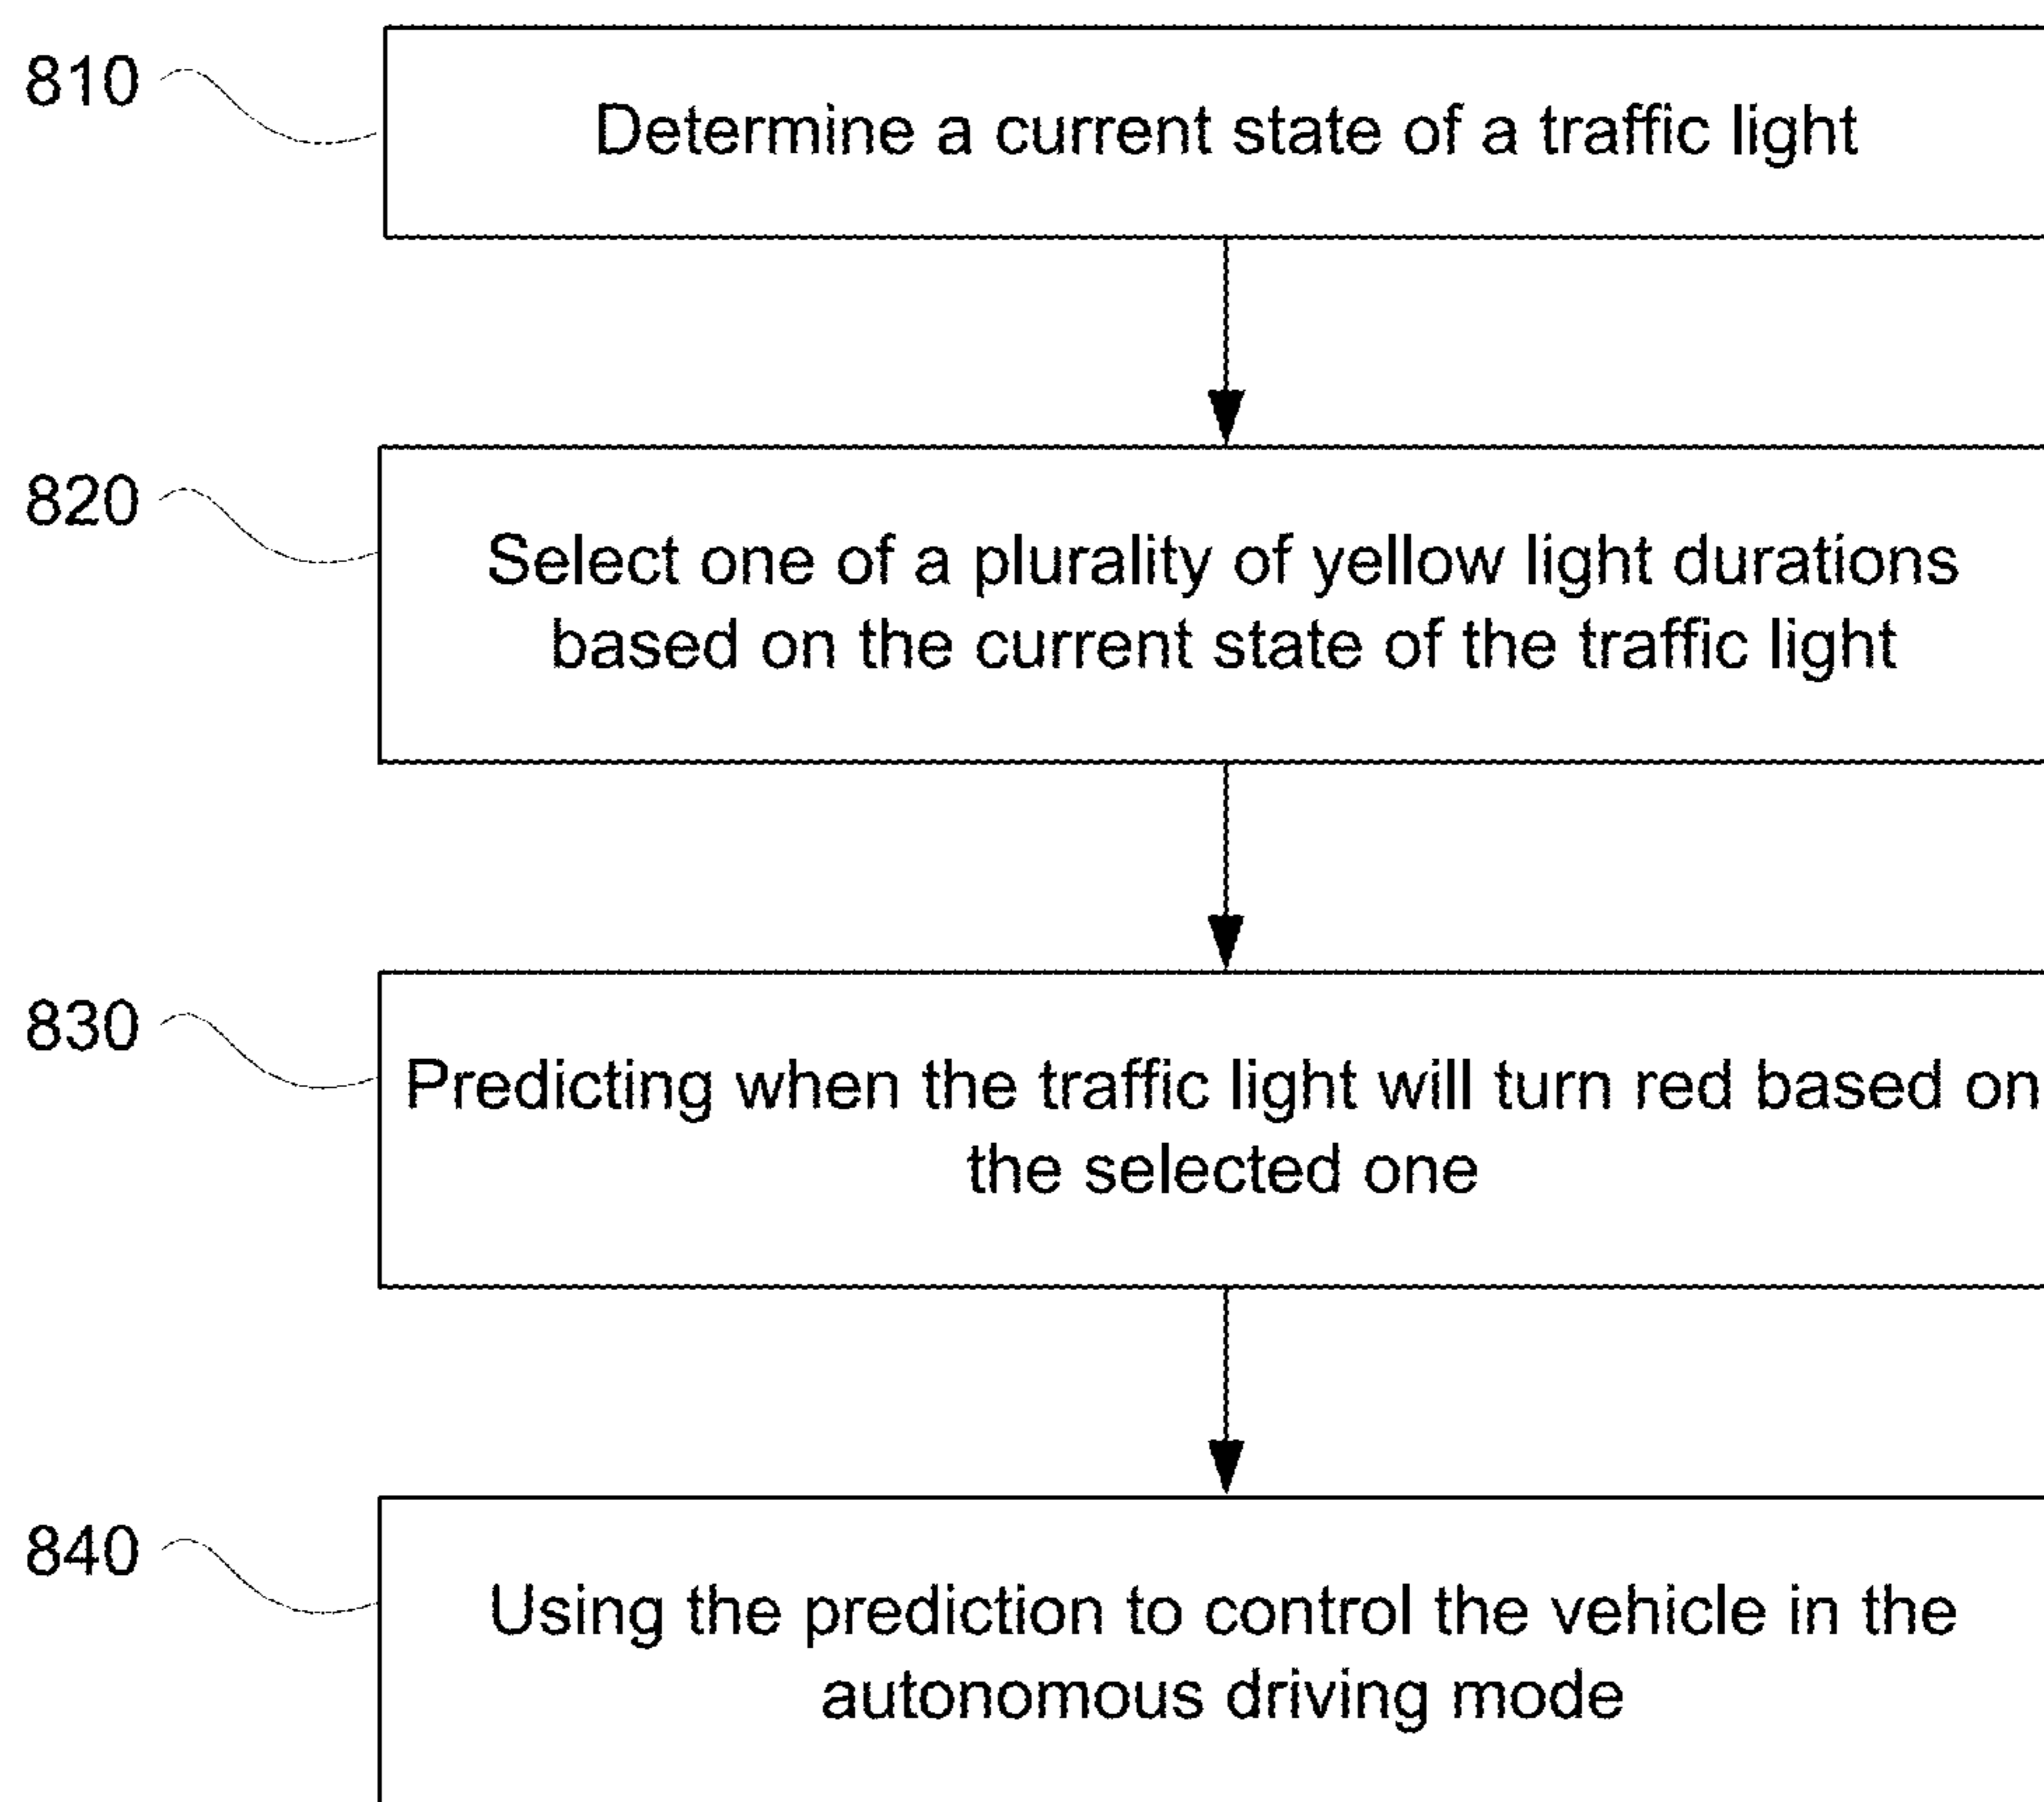 810
Determine a current state of a traffic light
820
Select one of a plurality of yellow light durations
based on the current state of the traffic light
830
Predicting when the traffic light will turn red based on
the selected one
840
Using the prediction to control the vehicle in the
autonomous driving mode